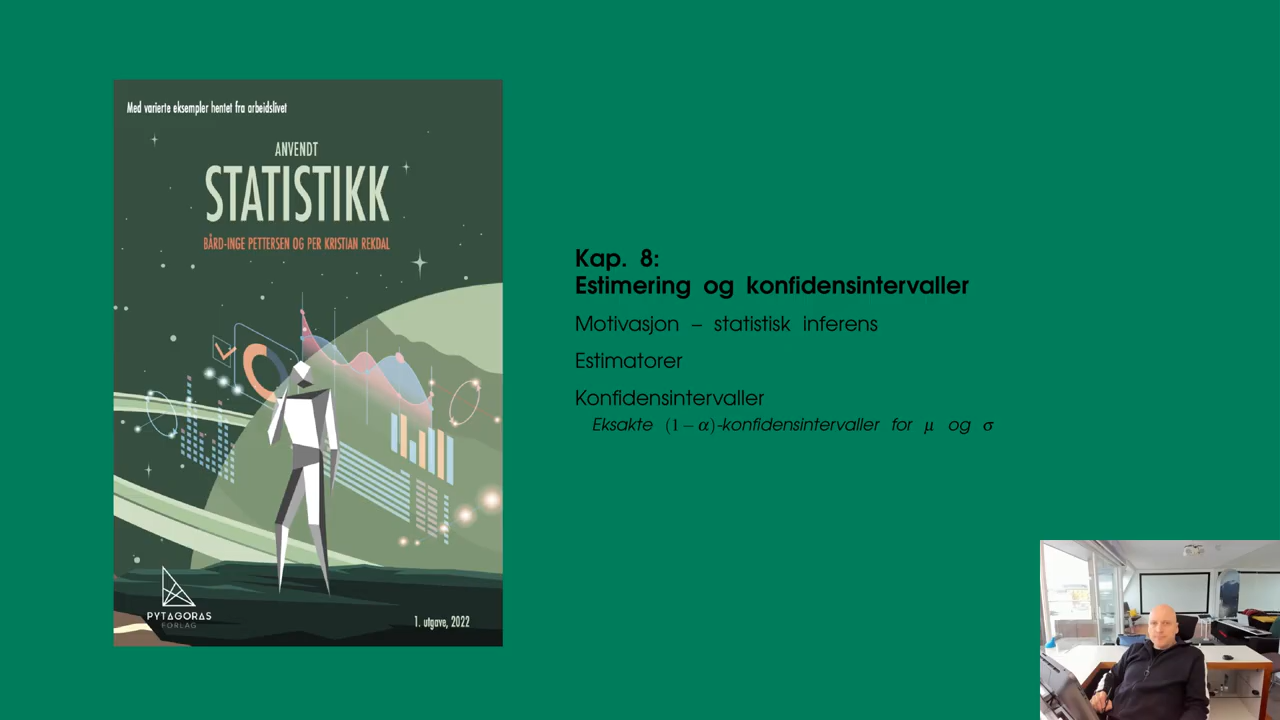 Med varierte eksempler hentet fra arbeidslivet
ANVENDT
STATISTIKK
BÅRD-INGE PETTERSEN OG PER KRISTIAN REKDAL
PYTAGORAS
FORLAG
1. utgave, 2022
Kap. 8:
Estimering og konfidensintervaller
Motivasjon – statistisk inferens
Estimatorer
Konfidensintervaller
Eksakte (1−α)-konfidensintervaller for μ og σ